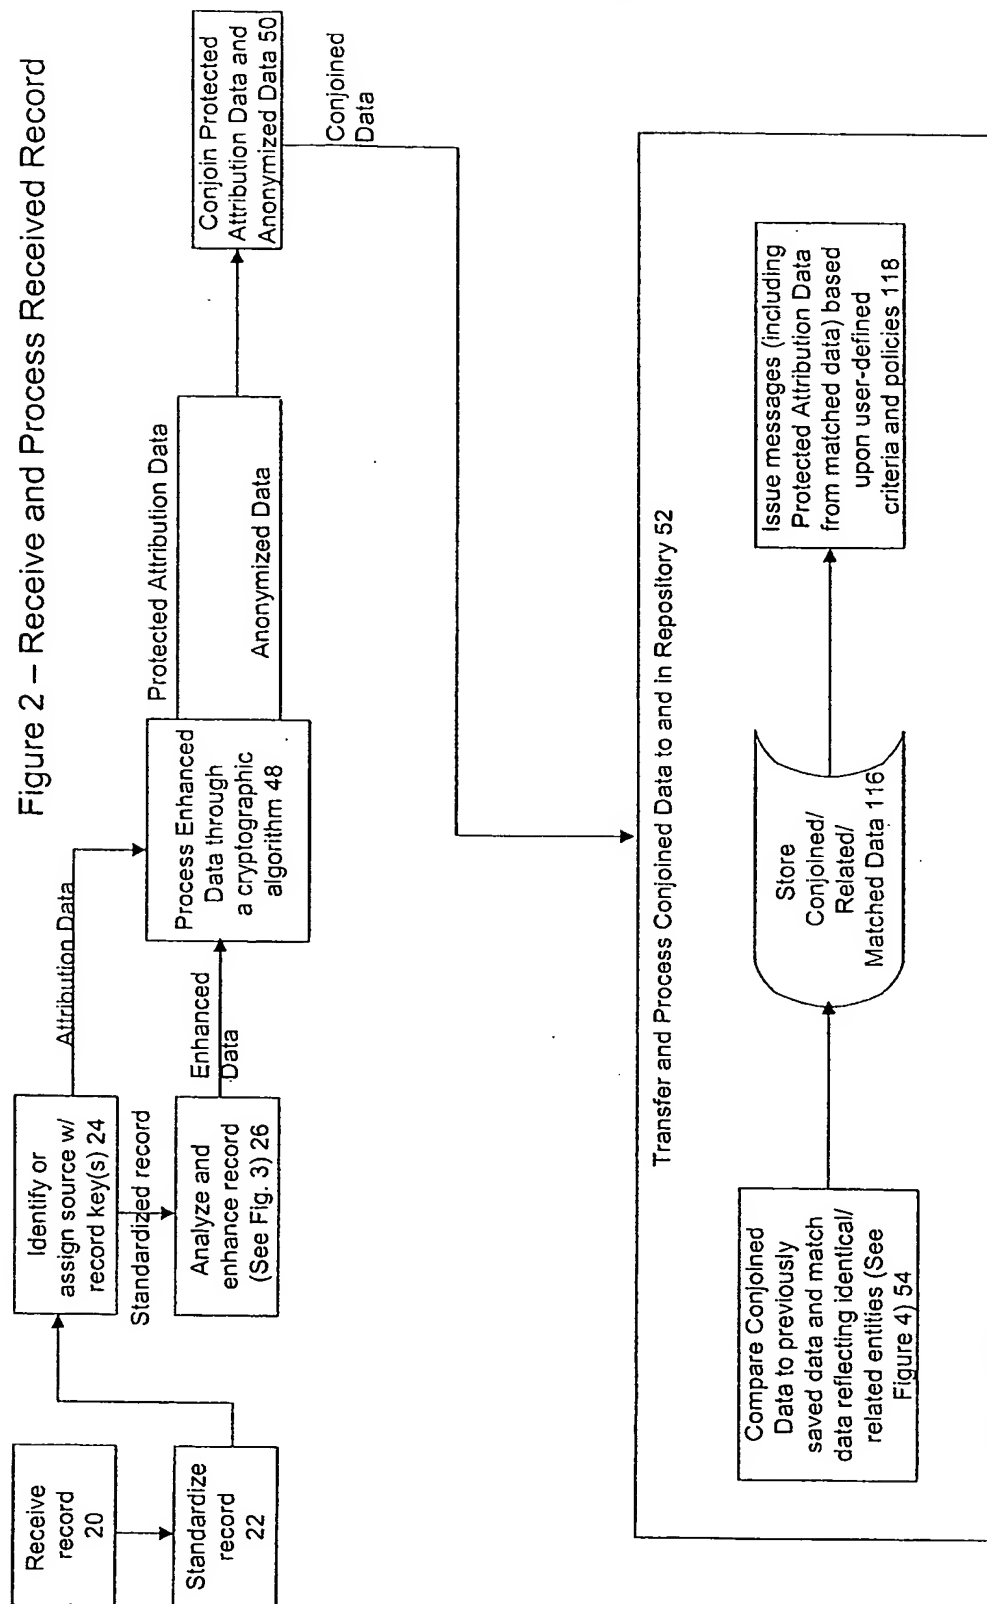 Figure 2 – Receive and Process Received Record
Receive
record
20
Standardize
record
22
Identify or
assign source w/
record key(s) 24
Standardized record
Analyze and
enhance record
(See Fig. 3) 26
Attribution Data
Enhanced
Data
Process Enhanced
Data through
a cryptographic
algorithm 48
Protected Attribution Data
Anonymized Data
Conjoin Protected
Attribution Data and
Anonymized Data 50
Conjoined
Data
Transfer and Process Conjoined Data to and in Repository 52
Compare Conjoined
Data to previously
saved data and match
data reflecting identical/
related entities (See
Figure 4) 54
Store
Conjoined/
Related/
Matched Data 116
Issue messages (including
Protected Attribution Data
from matched data) based
upon user-defined
criteria and policies 118